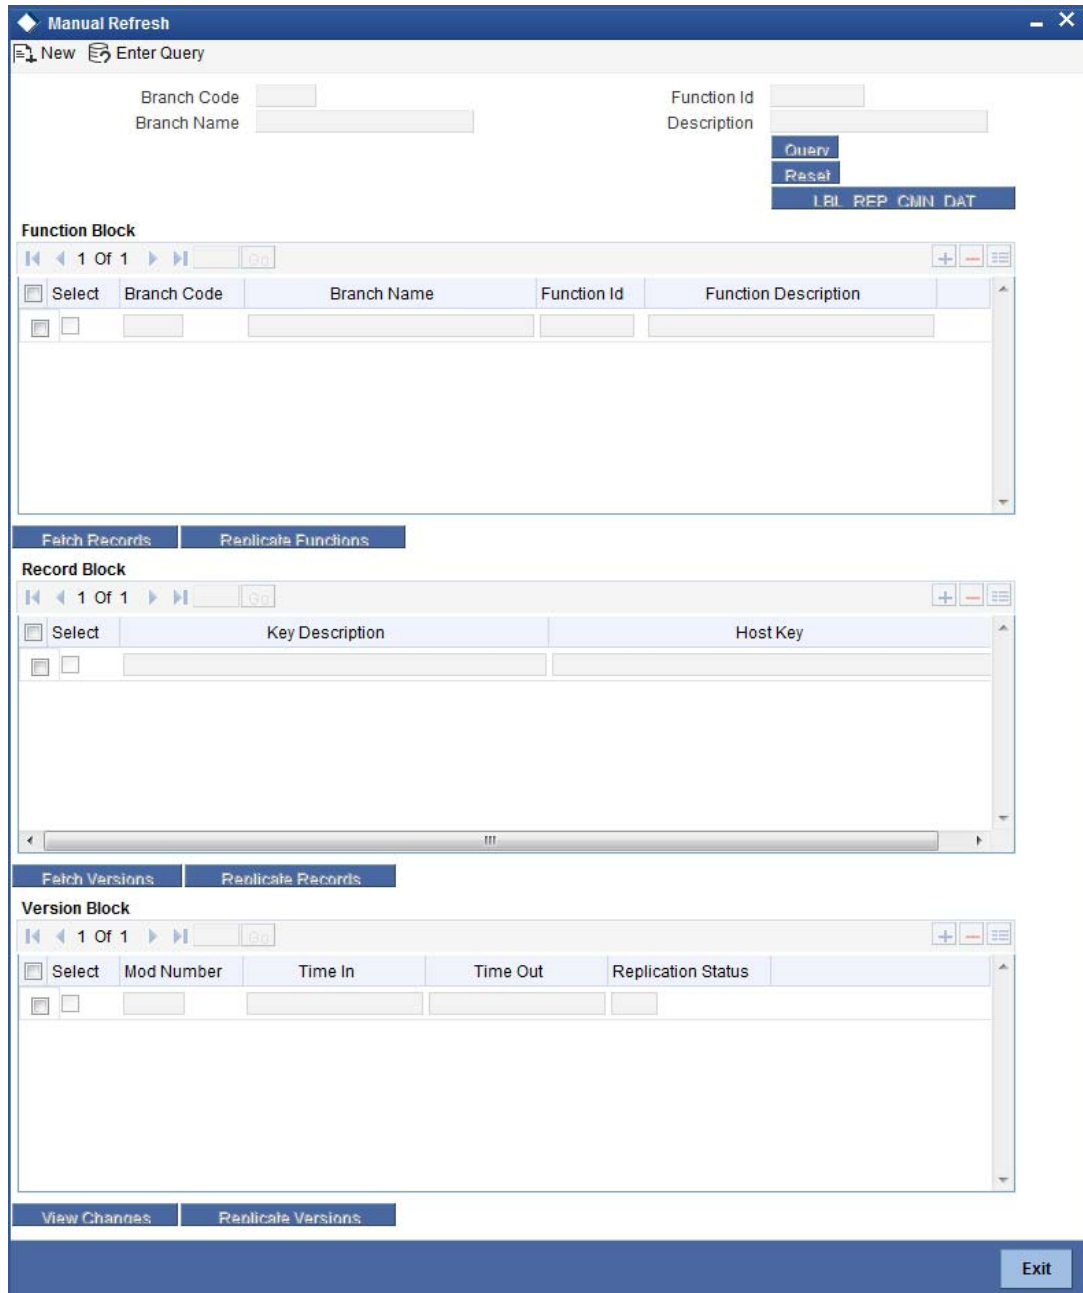 Manual Refresh
New Enter Query
Branch Code
Function Id
Branch Name
Description
Query
Reset
LBL_REP_CMN_DAT
Function Block
1 Of 1 Go
Select Branch Code Branch Name Function Id Function Description
Fetch Records Replicate Functions
Record Block
1 Of 1 Go
Select Key Description Host Key
Fetch Versions Replicate Records
Version Block
1 Of 1 Go
Select Mod Number Time In Time Out Replication Status
View Changes Replicate Versions
Exit